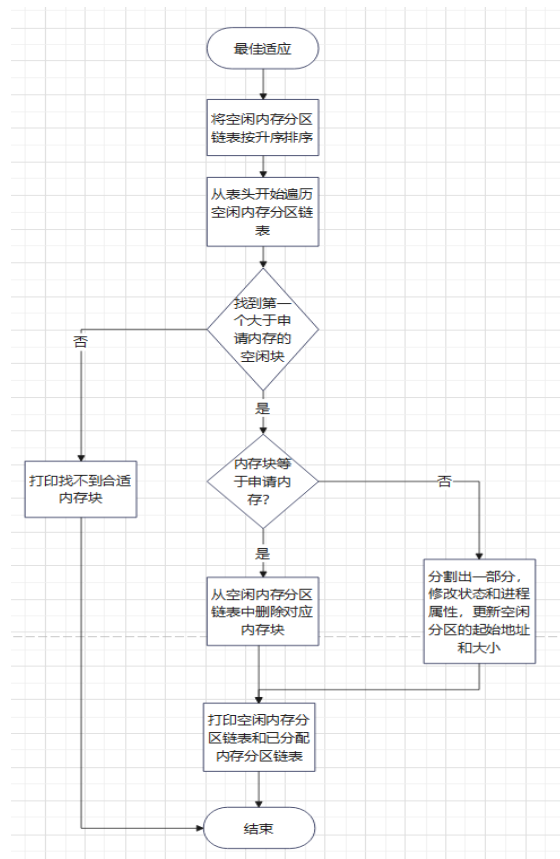 最佳适应
将空闲内存分区
链表按升序排序
从表头开始遍历
空闲内存分区链
表
找到第一
个大于申
请内存的
空闲块
否
是
内存块等
于申请内
存?
打印找不到合适
内存块
否
是
从空闲内存分区
链表中删除对应
内存块
分割出一部分,
修改状态和进程
属性，更新空闲
分区的起始地址
和大小
打印空闲内存分
区链表和已分配
内存分区链表
结束